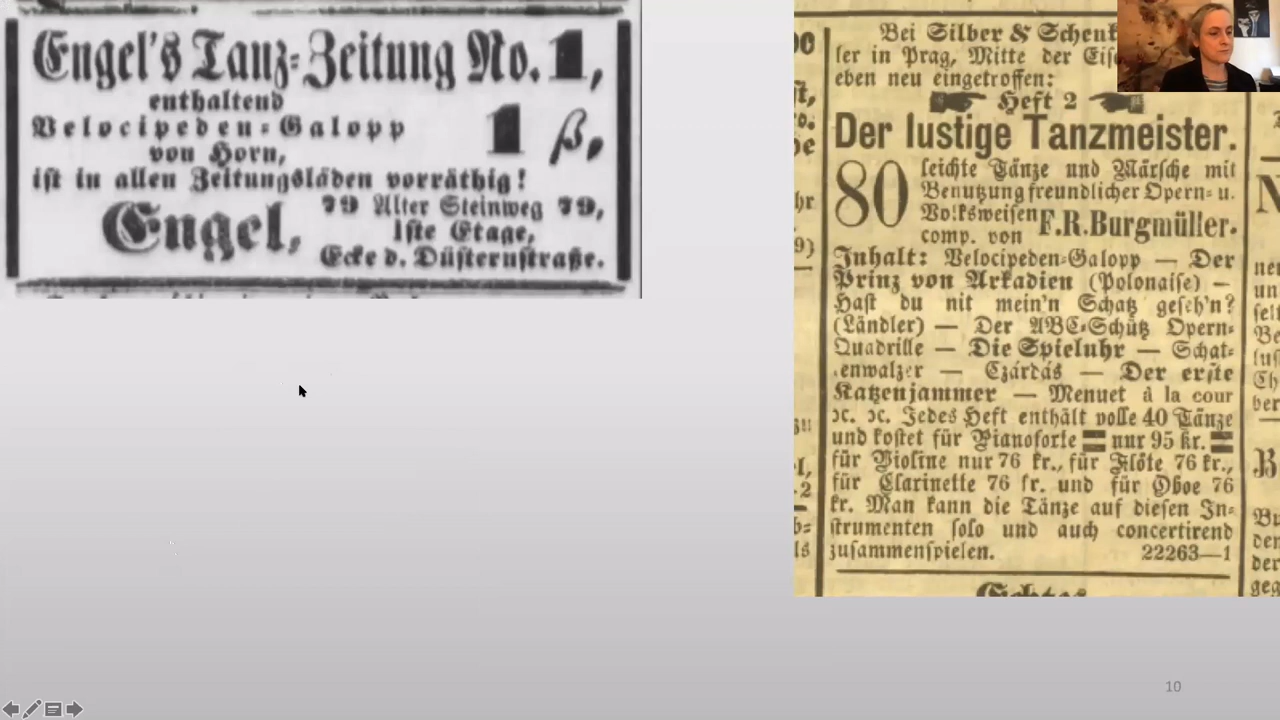 Engel's Tanz-Zeitung No. 1,
enthaltend
Velocipeden-Galopp 1 β,
von Horn,
ist in allen Zeitungsläden vorräthig!
Engel, 79 Alter Steinweg 79,
1ste Etage,
Ecke d. Düsternstraße.
Bei Silber & Schenk
ler in Prag, Mitte der Eise
eben neu eingetroffen:
Heft 2
Der lustige Tanzmeister.
80 leichte Tänze und Märsche mit
Benutzung freundlicher Opern- u.
Volksweisen
comp. von F.R.Burgmüller.
Inhalt: Velocipeden-Galopp — Der
Prinz von Arkadien (Polonaise) —
Hast du nit mein'n Schatz geseh'n?
(Ländler) — Der ABC-Schütz Opern-
Quadrille — Die Spieluhr — Schat-
tenwalzer — Czárdás — Der erste
Katzenjammer — Menuet à la cour
ꝛc. ꝛc. Jedes Heft enthält volle 40 Tänze
und kostet für Pianoforte = nur 95 kr. =
für Violine nur 76 kr., für Flöte 76 kr.,
für Clarinette 76 kr. und für Oboe 76
kr. Man kann die Tänze auf diesen In-
strumenten solo und auch concertirend
zusammenspielen. 22263—1
10